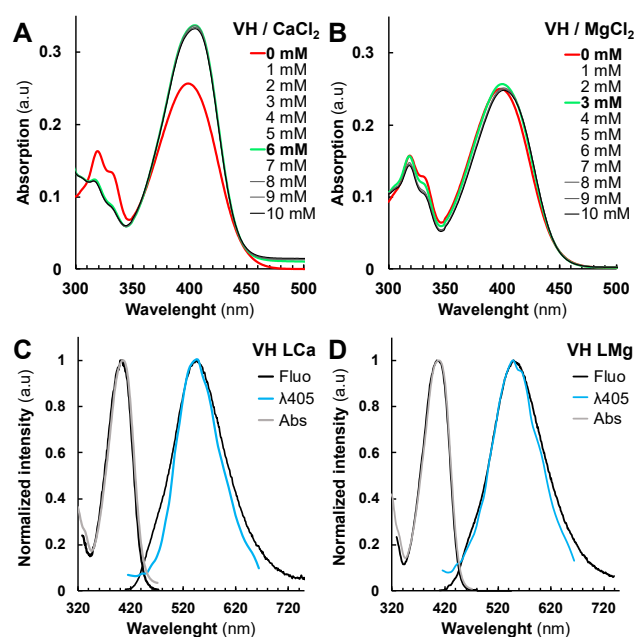 A
VH / CaCl₂
0 mM
1 mM
2 mM
3 mM
4 mM
5 mM
6 mM
7 mM
8 mM
9 mM
10 mM
Absorption (a.u)
0.3
0.2
0.1
0
300 350 400 450 500
Wavelenght (nm)
B
VH / MgCl₂
0 mM
1 mM
2 mM
3 mM
4 mM
5 mM
6 mM
7 mM
8 mM
9 mM
10 mM
Absorption (a.u)
0.3
0.2
0.1
0
300 350 400 450 500
Wavelenght (nm)
C
VH LCa
Fluo
λ405
Abs
Normalized intensity (a.u)
1
0.8
0.6
0.4
0.2
0
320 420 520 620 720
Wavelenght (nm)
D
VH LMg
Fluo
λ405
Abs
Normalized intensity (a.u)
1
0.8
0.6
0.4
0.2
0
320 420 520 620 720
Wavelenght (nm)